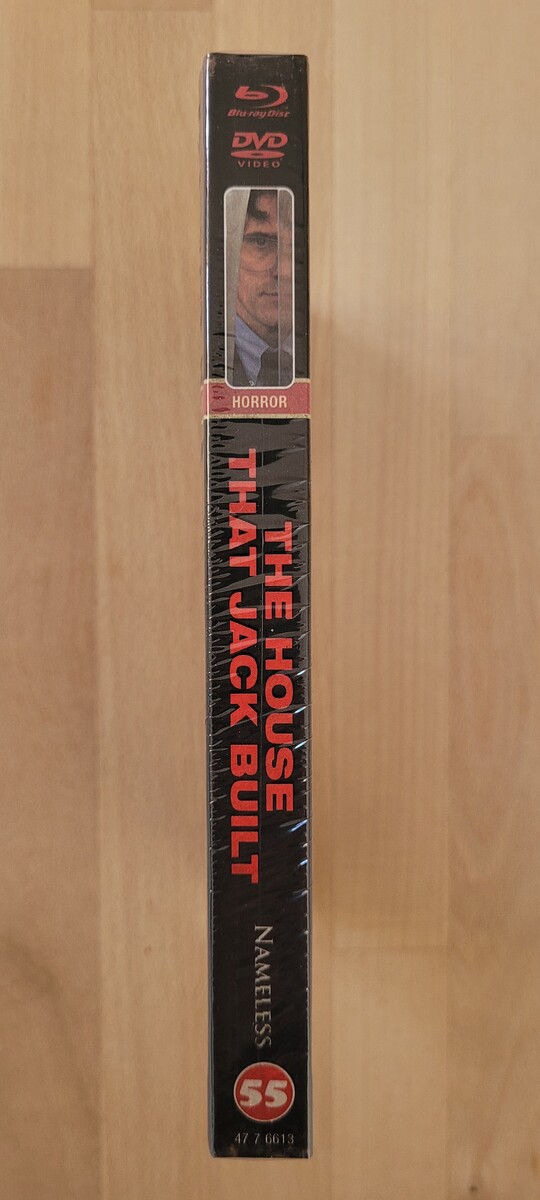 Blu-ray Disc
DVD
VIDEO
HORROR
THE HOUSE
THAT JACK BUILT
NAMELESS
55
47 7 6613